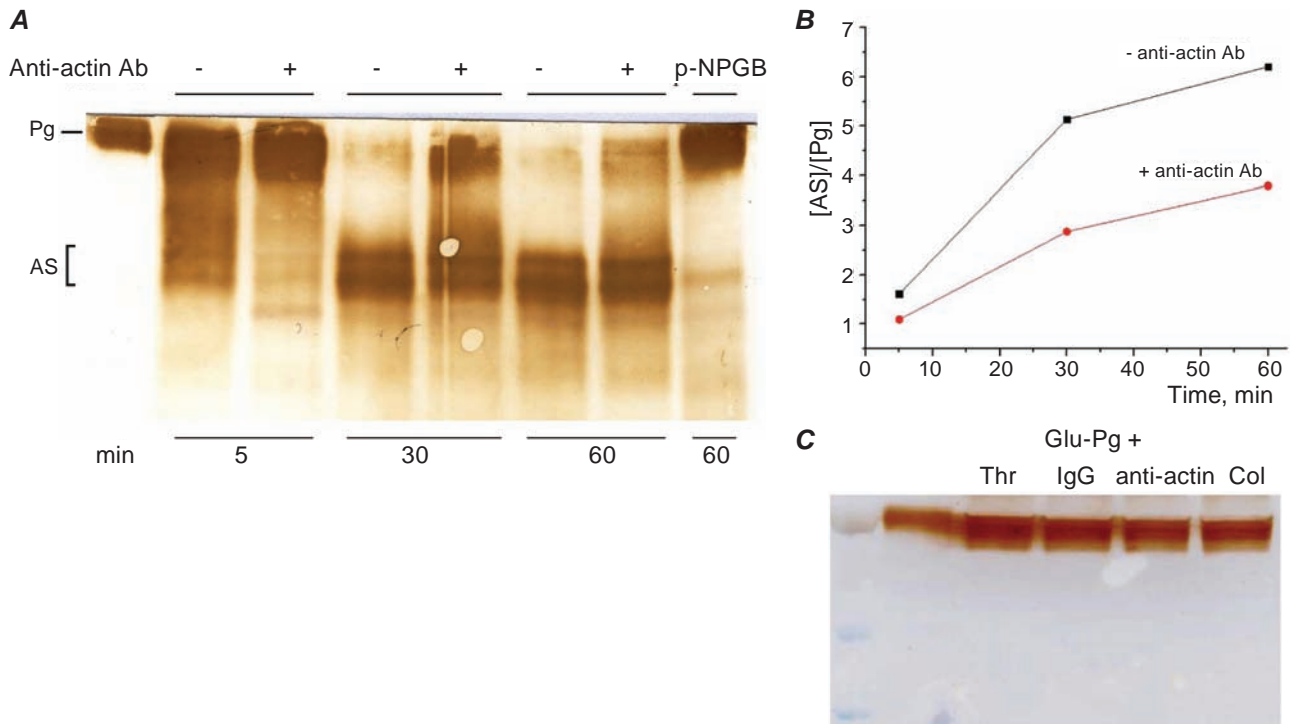 A
Anti-actin Ab - + - + - + p-NPGB
Pg
AS
min 5 30 60 60
B
7
6
5
4
3
2
1
[AS]/[Pg]
- anti-actin Ab
+ anti-actin Ab
0 10 20 30 40 50 60
Time, min
C
Glu-Pg +
Thr IgG anti-actin Col